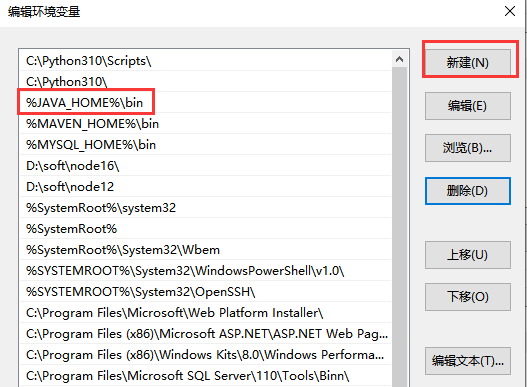 编辑环境变量
C:\Python310\Scripts\
C:\Python310\
%JAVA_HOME%\bin
%MAVEN_HOME%\bin
%MYSQL_HOME%\bin
D:\soft\node16\
D:\soft\node12
%SystemRoot%\system32
%SystemRoot%
%SystemRoot%\System32\Wbem
%SYSTEMROOT%\System32\WindowsPowerShell\v1.0\
%SYSTEMROOT%\System32\OpenSSH\
C:\Program Files\Microsoft\Web Platform Installer\
C:\Program Files (x86)\Microsoft ASP.NET\ASP.NET Web Pag...
C:\Program Files (x86)\Windows Kits\8.0\Windows Performa...
C:\Program Files\Microsoft SQL Server\110\Tools\Binn\
新建(N)
编辑(E)
浏览(B)...
删除(D)
上移(U)
下移(O)
编辑文本(T)...